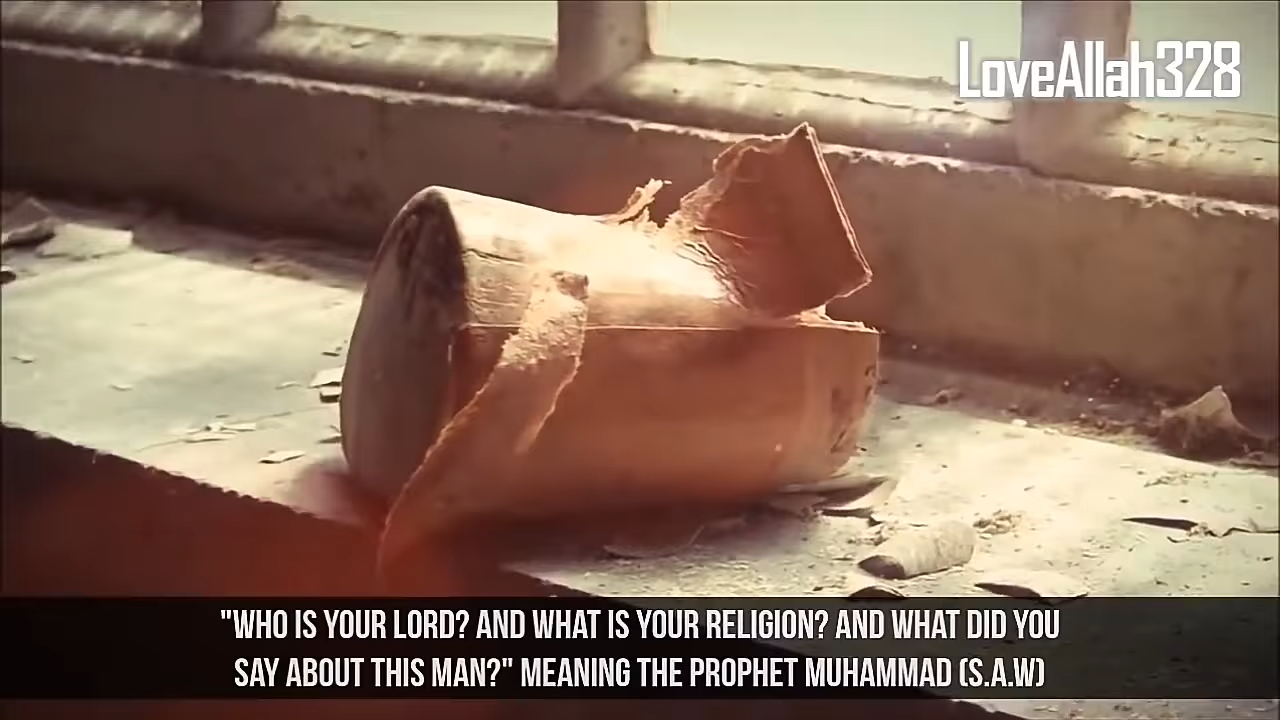 LoveAllah328
"WHO IS YOUR LORD? AND WHAT IS YOUR RELIGION? AND WHAT DID YOU
SAY ABOUT THIS MAN?" MEANING THE PROPHET MUHAMMAD (S.A.W)